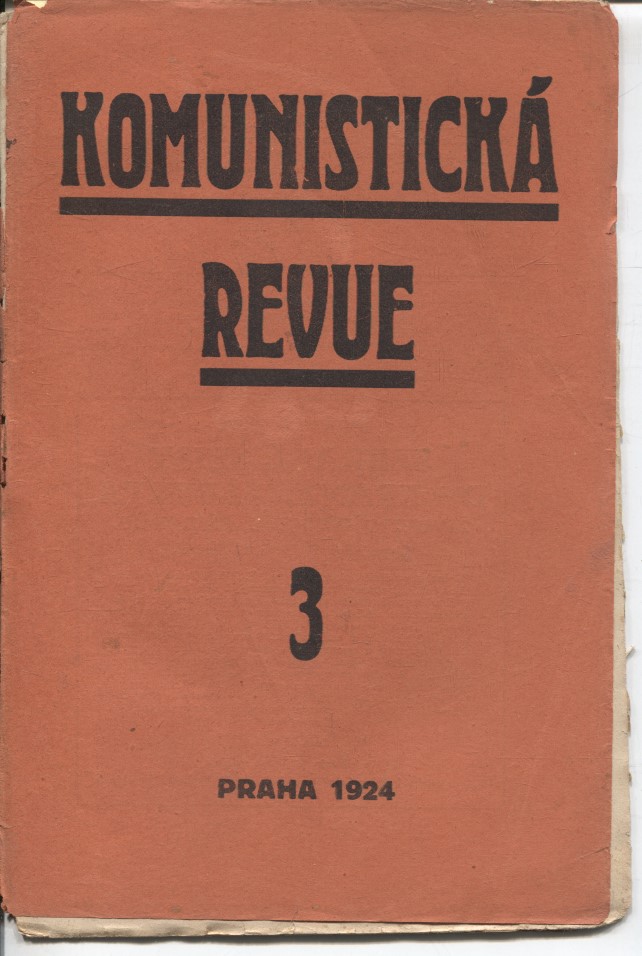 KOMUNISTICKÁ
REVUE
3
PRAHA 1924